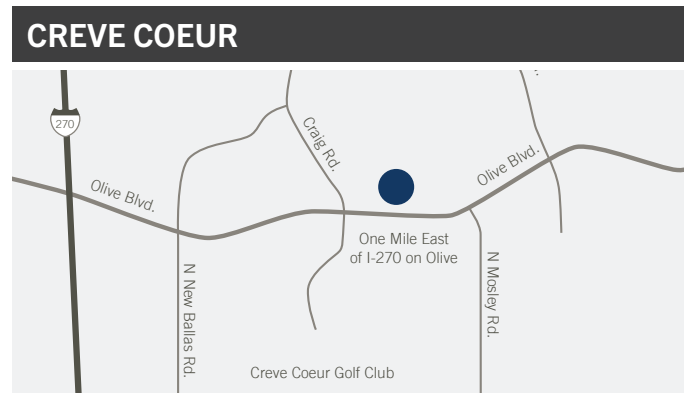 CREVE COEUR
270
Craig Rd.
Olive Blvd.
Olive Blvd.
One Mile East
of I-270 on Olive
N New Ballas Rd.
N Mosley Rd.
Creve Coeur Golf Club